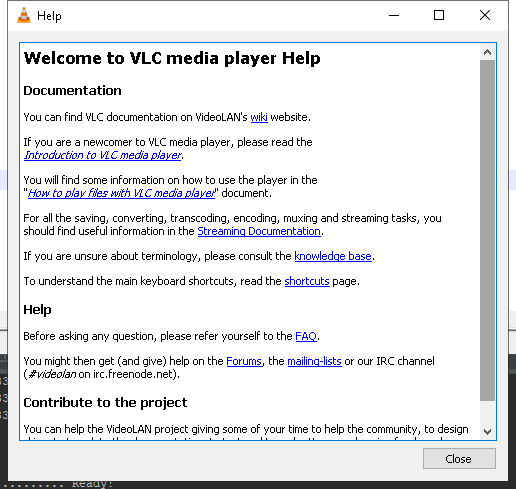 Help
Welcome to VLC media player Help
Documentation
You can find VLC documentation on VideoLAN's wiki website.
If you are a newcomer to VLC media player, please read the
Introduction to VLC media player.
You will find some information on how to use the player in the
"How to play files with VLC media player" document.
For all the saving, converting, transcoding, encoding, muxing and streaming tasks, you
should find useful information in the Streaming Documentation.
If you are unsure about terminology, please consult the knowledge base.
To understand the main keyboard shortcuts, read the shortcuts page.
Help
Before asking any question, please refer yourself to the FAQ.
You might then get (and give) help on the Forums, the mailing-lists or our IRC channel
(#videolan on irc.freenode.net).
Contribute to the project
You can help the VideoLAN project giving some of your time to help the community, to design
Close
......... Ready!